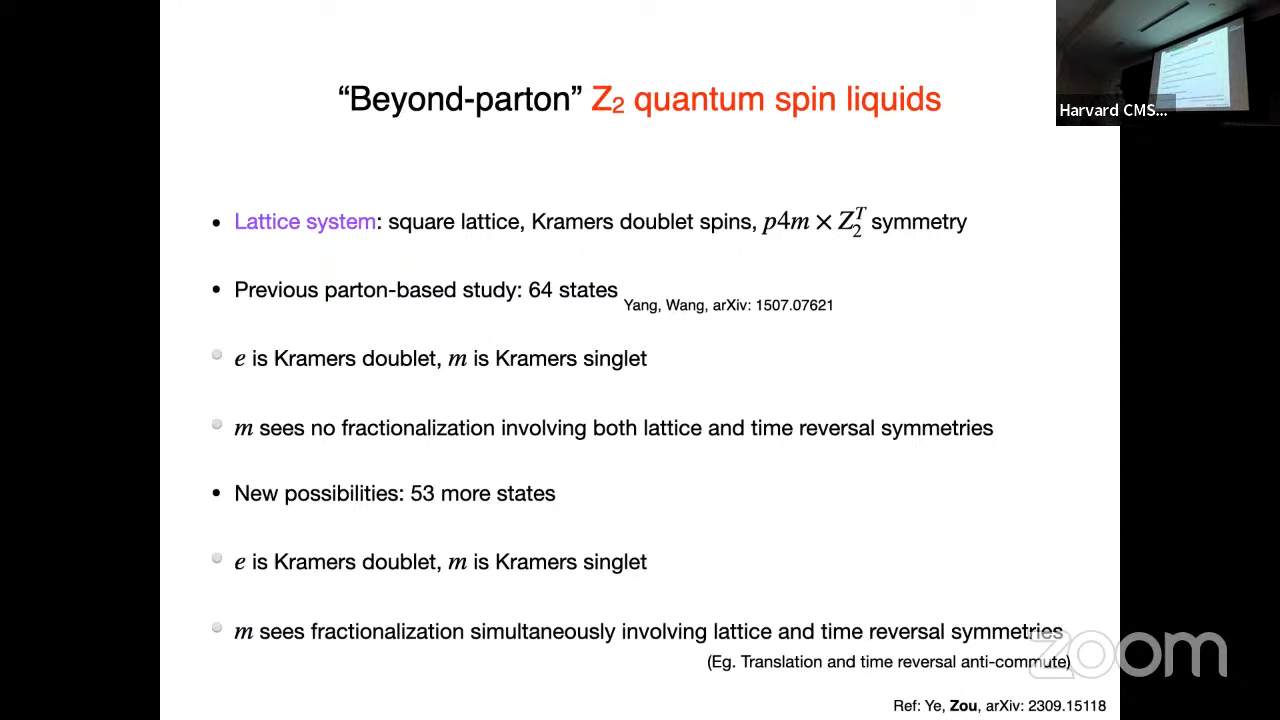 “Beyond-parton” Z₂ quantum spin liquids
Harvard CMS...
• Lattice system: square lattice, Kramers doublet spins, p4m × Z₂ᵀ symmetry
• Previous parton-based study: 64 states
Yang, Wang, arXiv: 1507.07621
e is Kramers doublet, m is Kramers singlet
m sees no fractionalization involving both lattice and time reversal symmetries
• New possibilities: 53 more states
e is Kramers doublet, m is Kramers singlet
m sees fractionalization simultaneously involving lattice and time reversal symmetries
(Eg. Translation and time reversal anti-commute)
zoom
Ref: Ye, Zou, arXiv: 2309.15118